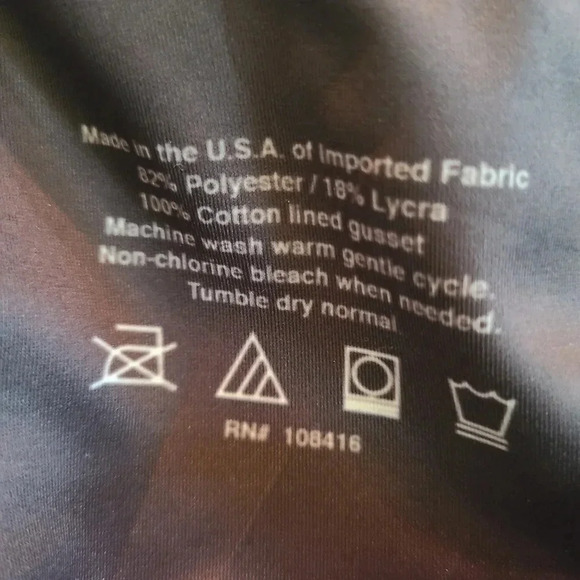 Made in the U.S.A. of Imported Fabric
82% Polyester / 18% Lycra
100% Cotton lined gusset
Machine wash warm gentle cycle.
Non-chlorine bleach when needed.
Tumble dry normal
RN# 108416